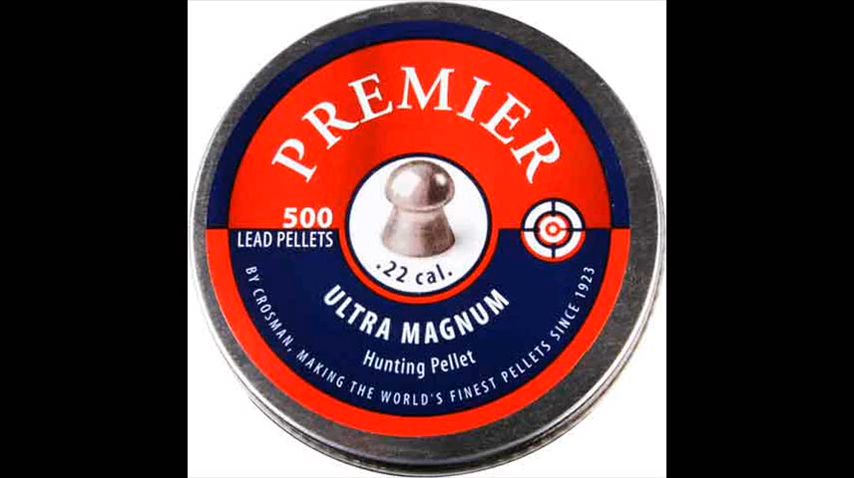 PREMIER
500
LEAD PELLETS
.22 cal.
ULTRA MAGNUM
Hunting Pellet
BY CROSMAN, MAKING THE WORLD'S FINEST PELLETS SINCE 1923